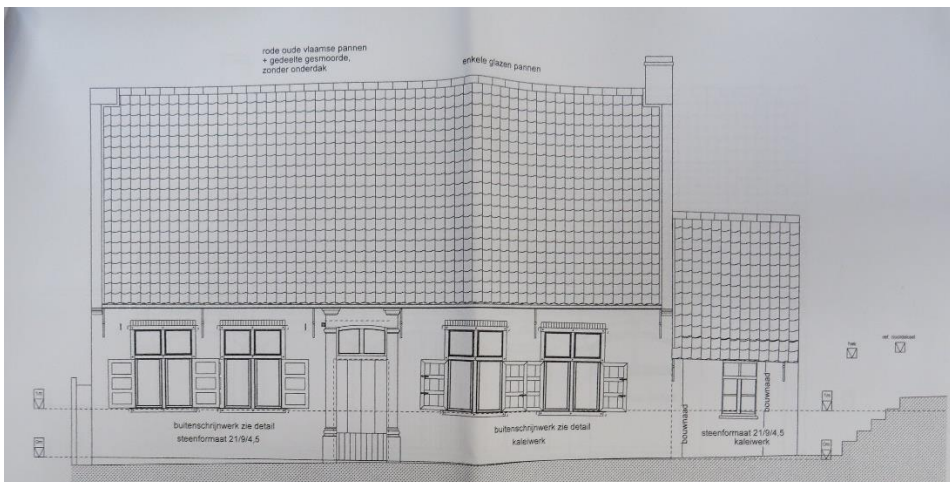 rode oude vlaamse pannen
+ gedeelte gesmoorde,
zonder onderdak
enkele glazen pannen
buitenschrijnwerk zie detail
steenformaat 21/9/4,5
buitenschrijnwerk zie detail
kaleiwerk
bouwnaad
bouwnaad
steenformaat 21/9/4,5
kaleiwerk